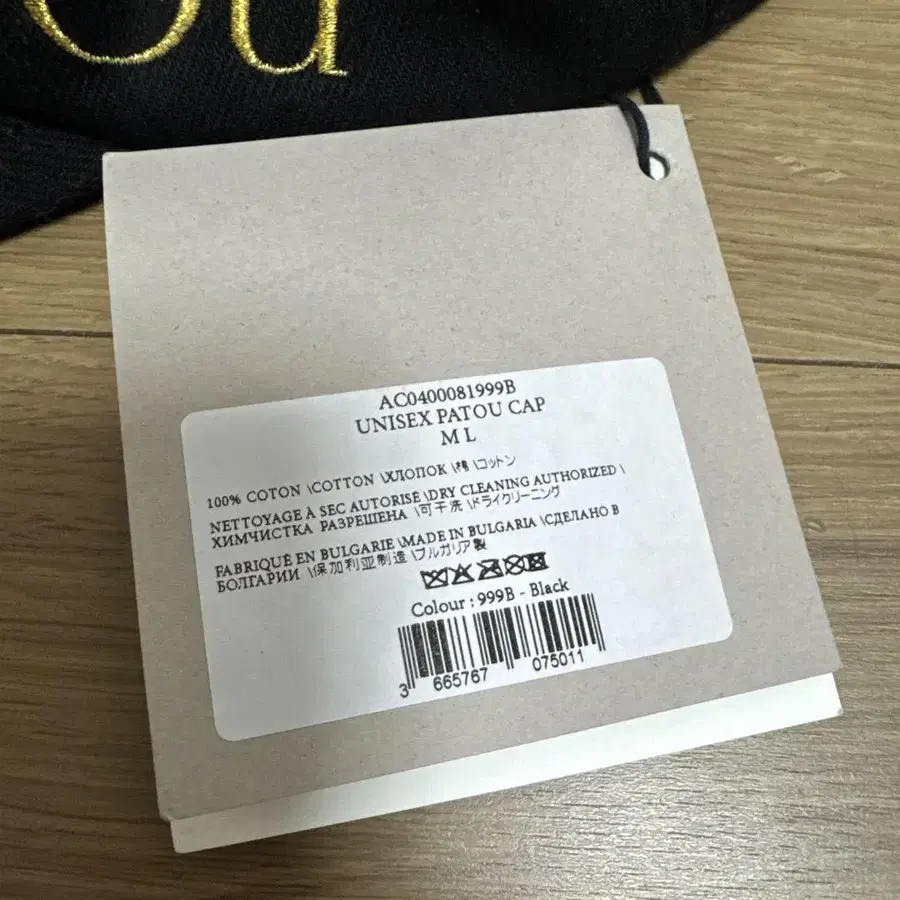 ou
AC0400081999B
UNISEX PATOU CAP
M L
100% COTON \COTTON \ХЛОПОК \棉 \コットン
NETTOYAGE À SEC AUTORISÉ \DRY CLEANING AUTHORIZED \
ХИМЧИСТКА РАЗРЕШЕНА \可干洗 \ドライクリーニング
FABRIQUÉ EN BULGARIE \MADE IN BULGARIA \СДЕЛАНО В
БОЛГАРИИ \保加利亚制造 \ブルガリア製
Colour : 999B - Black
3 665767 075011